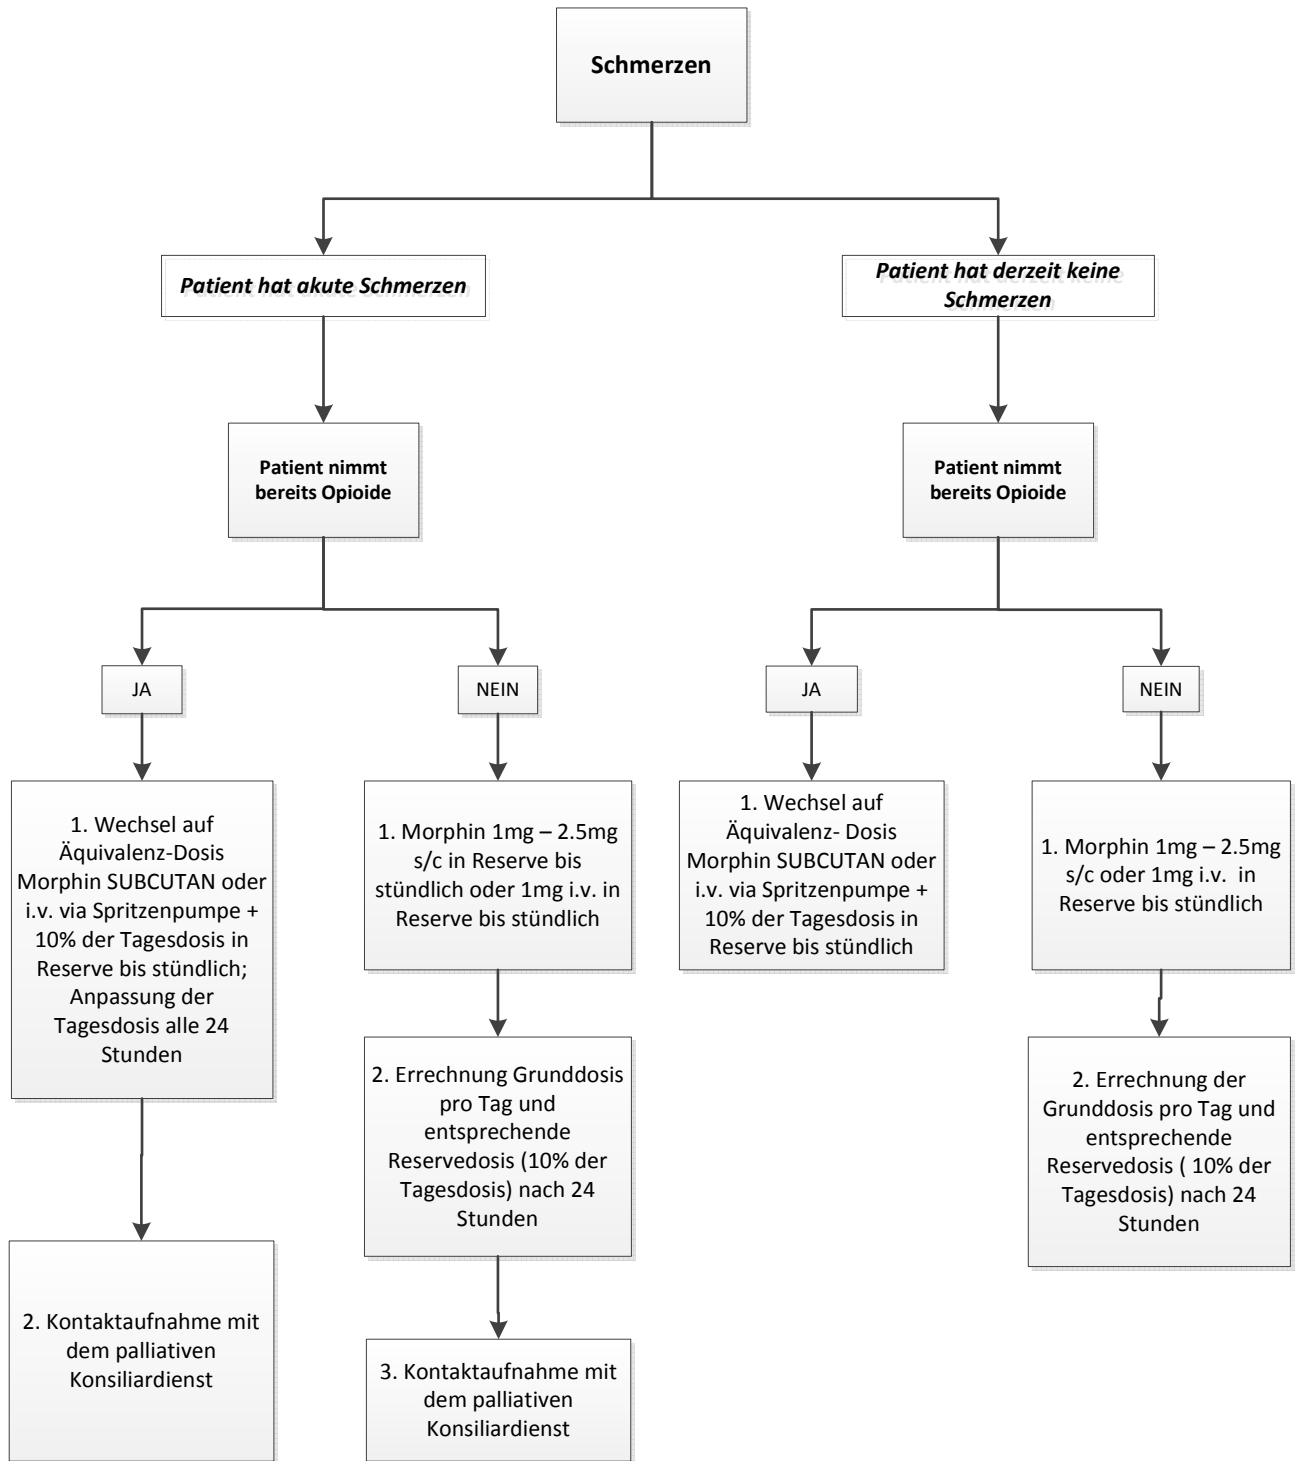 Schmerzen
Patient hat akute Schmerzen
Patient hat derzeit keine
Schmerzen
Patient nimmt
bereits Opioide
Patient nimmt
bereits Opioide
JA
NEIN
JA
NEIN
1. Wechsel auf
Äquivalenz-Dosis
Morphin SUBCUTAN oder
i.v. via Spritzenpumpe +
10% der Tagesdosis in
Reserve bis stündlich;
Anpassung der
Tagesdosis alle 24
Stunden
1. Morphin 1mg – 2.5mg
s/c in Reserve bis
stündlich oder 1mg i.v. in
Reserve bis stündlich
1. Wechsel auf
Äquivalenz- Dosis
Morphin SUBCUTAN oder
i.v. via Spritzenpumpe +
10% der Tagesdosis in
Reserve bis stündlich
1. Morphin 1mg – 2.5mg
s/c oder 1mg i.v. in
Reserve bis stündlich
2. Errechnung Grunddosis
pro Tag und
entsprechende
Reservedosis (10% der
Tagesdosis) nach 24
Stunden
2. Errechnung der
Grunddosis pro Tag und
entsprechende
Reservedosis ( 10% der
Tagesdosis) nach 24
Stunden
2. Kontaktaufnahme mit
dem palliativen
Konsiliardienst
3. Kontaktaufnahme mit
dem palliativen
Konsiliardienst